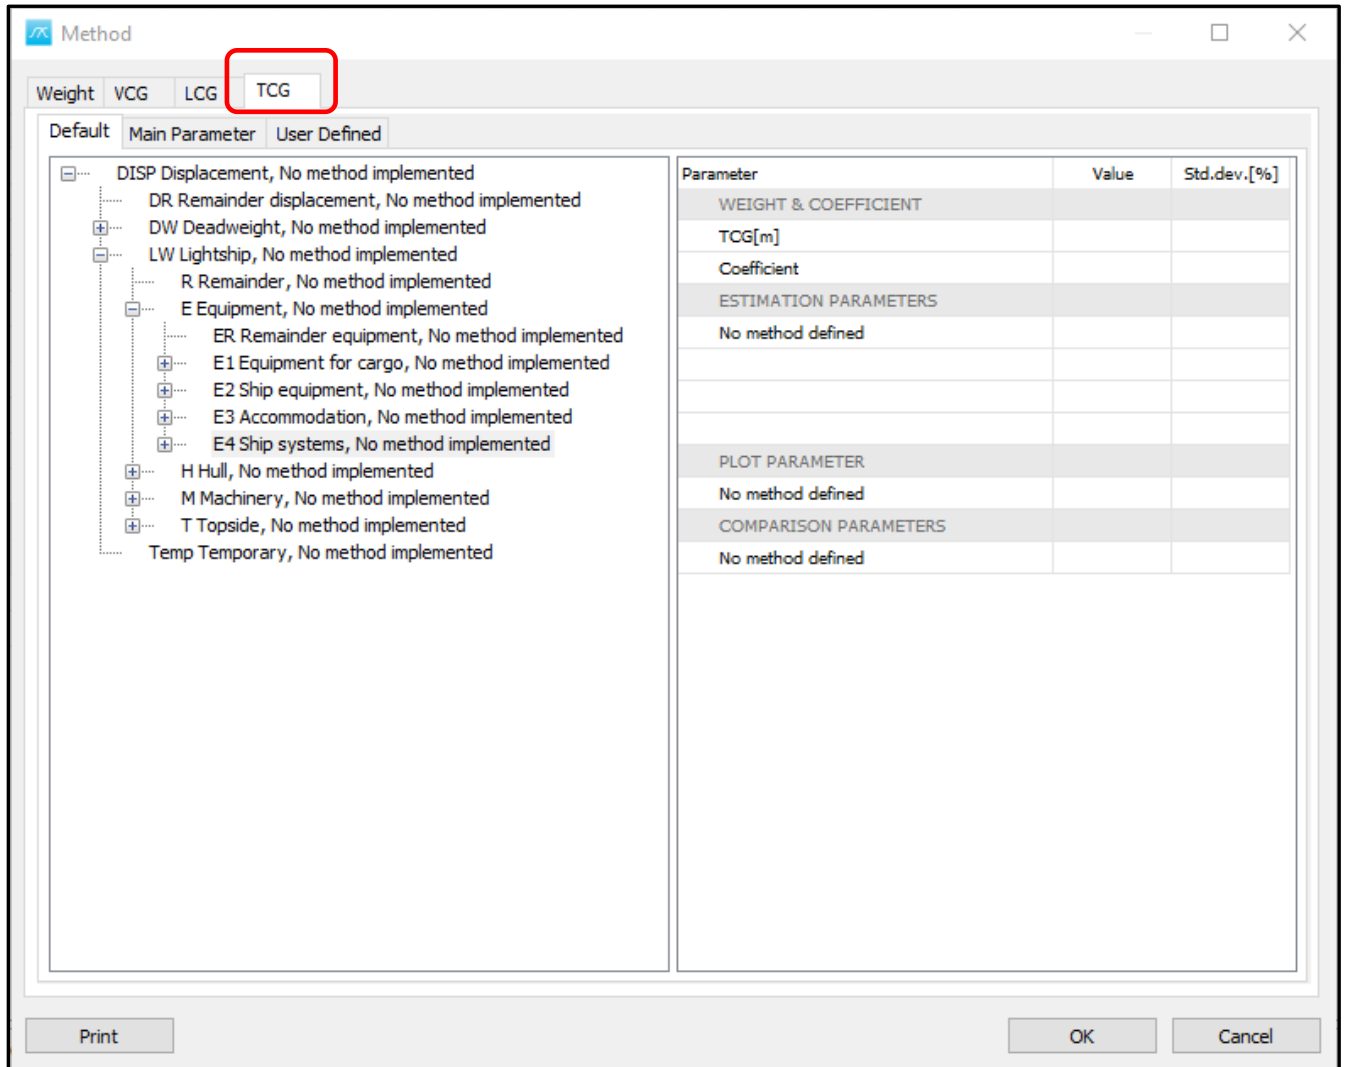 Method
Weight VCG LCG TCG
Default Main Parameter User Defined
DISP Displacement, No method implemented
DR Remainder displacement, No method implemented
DW Deadweight, No method implemented
LW Lightship, No method implemented
R Remainder, No method implemented
E Equipment, No method implemented
ER Remainder equipment, No method implemented
E1 Equipment for cargo, No method implemented
E2 Ship equipment, No method implemented
E3 Accommodation, No method implemented
E4 Ship systems, No method implemented
H Hull, No method implemented
M Machinery, No method implemented
T Topside, No method implemented
Temp Temporary, No method implemented
Parameter Value Std.dev.[%]
WEIGHT & COEFFICIENT
TCG[m]
Coefficient
ESTIMATION PARAMETERS
No method defined
PLOT PARAMETER
No method defined
COMPARISON PARAMETERS
No method defined
Print OK Cancel